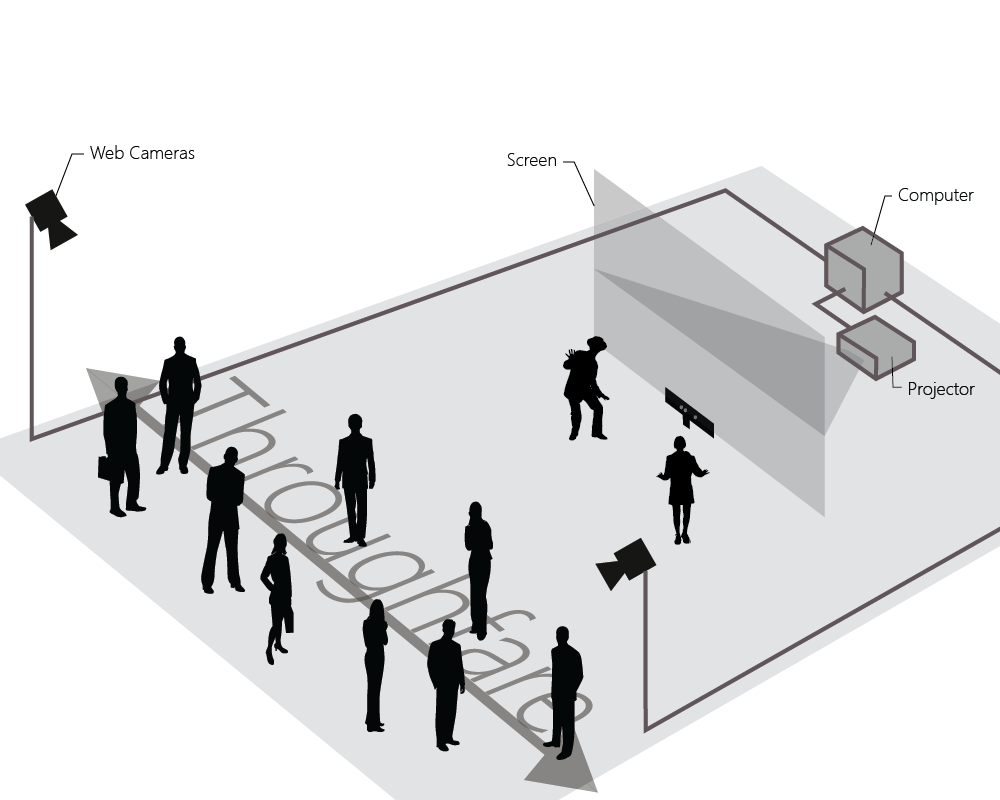 Web Cameras
Screen
Computer
Projector
Thoroughfare